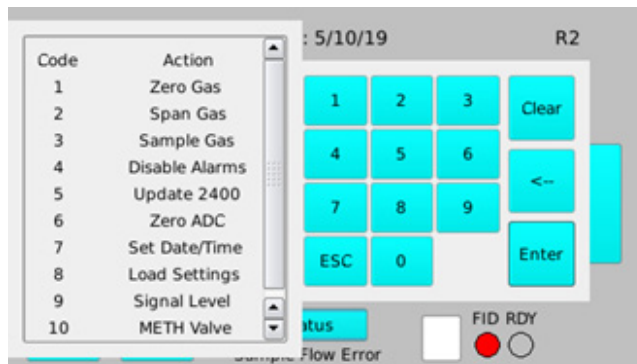 : 5/10/19 R2
Code Action
1 Zero Gas
2 Span Gas
3 Sample Gas
4 Disable Alarms
5 Update 2400
6 Zero ADC
7 Set Date/Time
8 Load Settings
9 Signal Level
10 METH Valve
1 2 3 Clear
4 5 6 <--
7 8 9
ESC 0 Enter
atus
FID RDY
Sample Flow Error